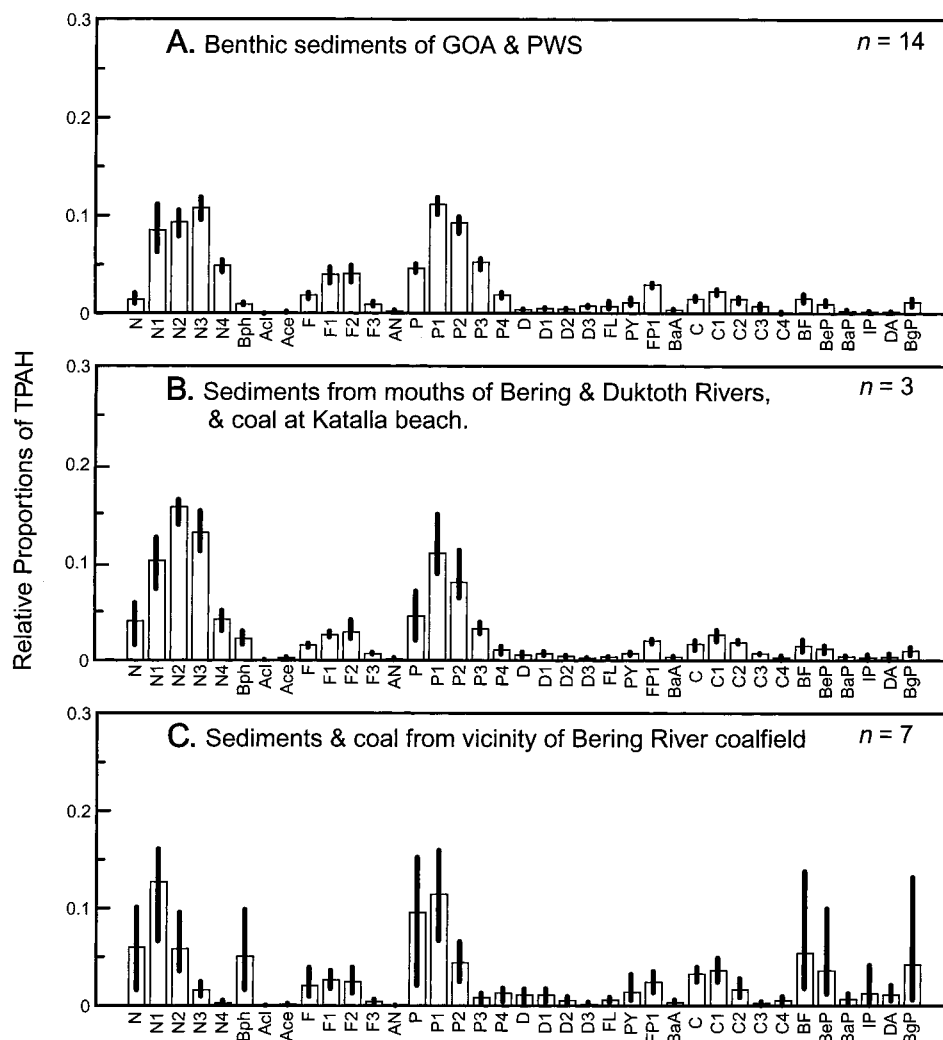 Relative Proportions of TPAH
0.3
A. Benthic sediments of GOA & PWS
n = 14
0.2
0.1
0
N N1 N2 N3 N4 Bph Acl Ace F F1 F2 F3 AN P P1 P2 P3 P4 D D1 D2 D3 FL PY FP1 BaA C C1 C2 C3 C4 BF BeP BaP IP DA BgP
0.3
B. Sediments from mouths of Bering & Duktoth Rivers,
& coal at Katalla beach.
n = 3
0.2
0.1
0
N N1 N2 N3 N4 Bph Acl Ace F F1 F2 F3 AN P P1 P2 P3 P4 D D1 D2 D3 FL PY FP1 BaA C C1 C2 C3 C4 BF BeP BaP IP DA BgP
0.3
C. Sediments & coal from vicinity of Bering River coalfield
n = 7
0.2
0.1
0
N N1 N2 N3 N4 Bph Acl Ace F F1 F2 F3 AN P P1 P2 P3 P4 D D1 D2 D3 FL PY FP1 BaA C C1 C2 C3 C4 BF BeP BaP IP DA BgP